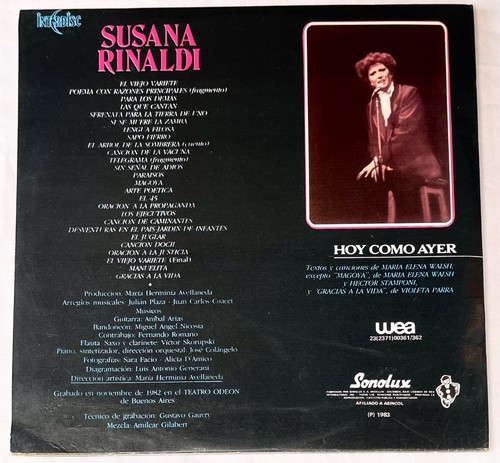 INTERDISC
SUSANA
RINALDI
EL VIEJO VARIETE
POEMA CON RAZONES PRINCIPALES (fragmento)
PARA LOS DEMAS
LAS QUE CANTAN
SERENATA PARA LA TIERRA DE UNO
SI SE MUERE LA ZAMBA
LENGUA FILOSA
SAPO FIERRO
EL ARBOL DE LA SOMBRERA (cuento)
CANCION DE LA VACUNA
TELEGRAMA (fragmento)
SIN SEÑAL DE ADIOS
PARAISOS
MAGOYA
ARTE POETICA
EL 45
ORACION A LA PROPAGANDA
LOS EJECUTIVOS
CANCION DE CAMINANTES
DESVENTURAS EN EL PAIS JARDIN DE INFANTES
EL JUGLAR
CANCION DOCII
ORACION A LA JUSTICIA
EL VIEJO VARIETE (Final)
MANUELITA
GRACIAS A LA VIDA
Producción: María Herminia Avellaneda
Arreglos musicales: Julián Plaza - Juan Carlos Cuacci
Músicos
Guitarra: Aníbal Arias
Bandoneón: Miguel Angel Nicosia
Contrabajo: Fernando Romano
Flauta Saxo y clarinete: Víctor Skorupski
Piano, sintetizador, dirección orquestal: José Colángelo
Fotografías: Sara Facio - Alicia D'Amico
Diagramación: Luis Antonio Generani
Dirección artística: María Herminia Avellaneda
Grabado en noviembre de 1982 en el TEATRO ODEON
de Buenos Aires
Técnico de grabación: Gustavo Gauvry
Mezcla: Amílcar Gilabert
HOY COMO AYER
Textos y canciones de MARIA ELENA WALSH,
excepto "MAGOYA", de MARIA ELENA WALSH
y HECTOR STAMPONI,
y "GRACIAS A LA VIDA", de VIOLETA PARRA
wea
23(2371)00361/362
Sonolux
AFILIADO A ASINCOL
(P) 1983